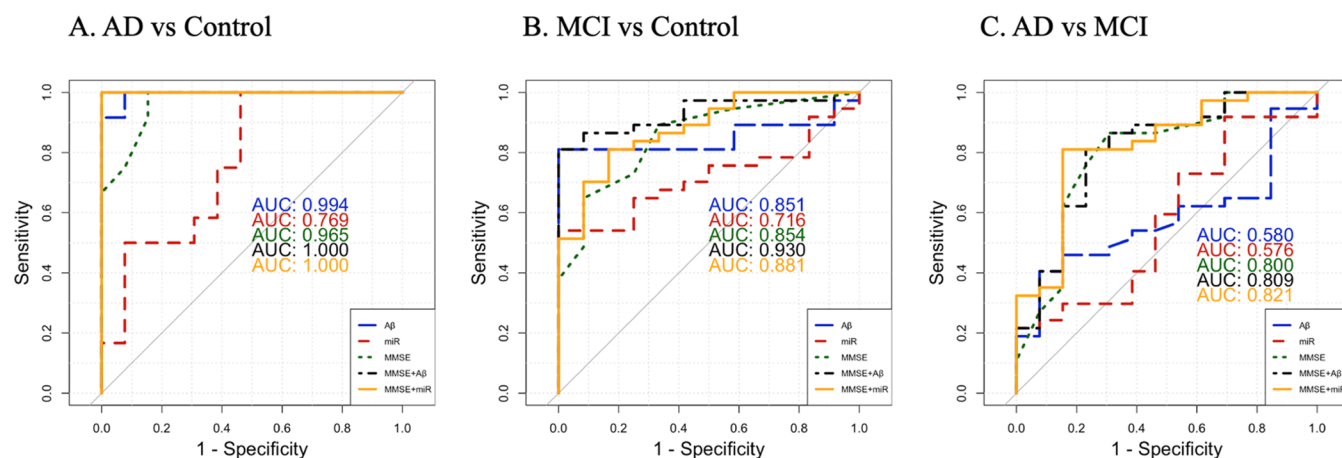 A. AD vs Control
Sensitivity
0.0 0.2 0.4 0.6 0.8 1.0
AUC: 0.994
AUC: 0.769
AUC: 0.965
AUC: 1.000
AUC: 1.000
Aβ
miR
MMSE
MMSE+Aβ
MMSE+miR
0.0 0.2 0.4 0.6 0.8 1.0
1 - Specificity
B. MCI vs Control
Sensitivity
0.0 0.2 0.4 0.6 0.8 1.0
AUC: 0.851
AUC: 0.716
AUC: 0.854
AUC: 0.930
AUC: 0.881
Aβ
miR
MMSE
MMSE+Aβ
MMSE+miR
0.0 0.2 0.4 0.6 0.8 1.0
1 - Specificity
C. AD vs MCI
Sensitivity
0.0 0.2 0.4 0.6 0.8 1.0
AUC: 0.580
AUC: 0.576
AUC: 0.800
AUC: 0.809
AUC: 0.821
Aβ
miR
MMSE
MMSE+Aβ
MMSE+miR
0.0 0.2 0.4 0.6 0.8 1.0
1 - Specificity